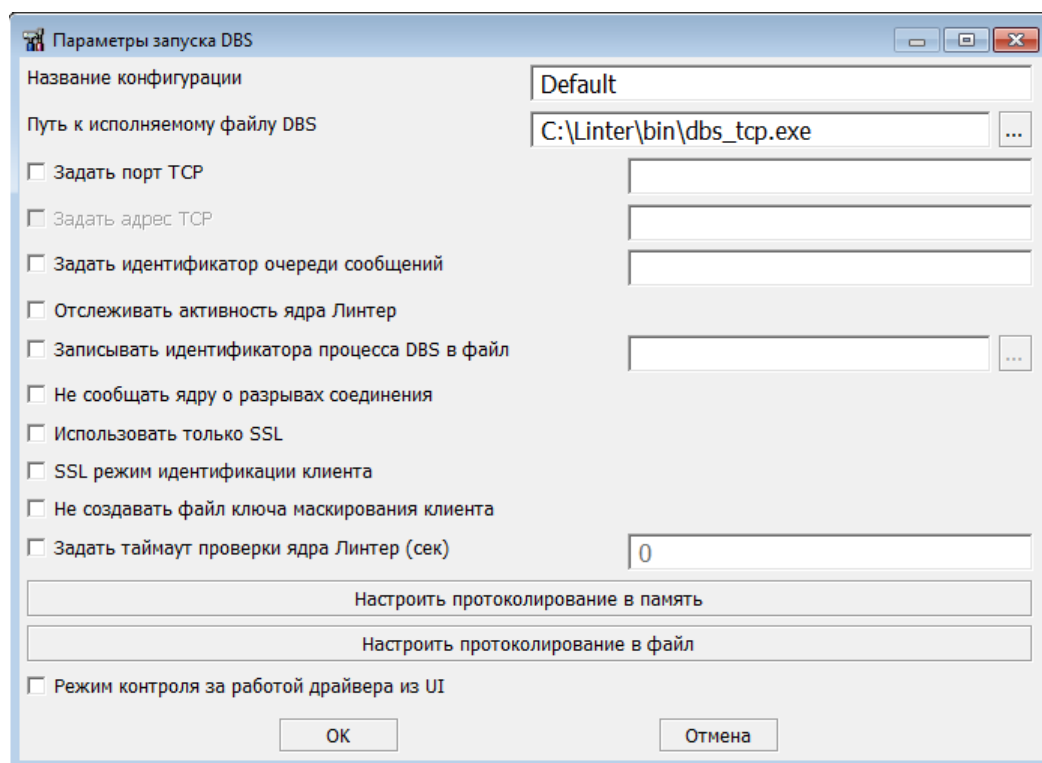 Параметры запуска DBS
Название конфигурации Default
Путь к исполняемому файлу DBS C:\Linter\bin\dbs_tcp.exe ...
Задать порт TCP
Задать адрес TCP
Задать идентификатор очереди сообщений
Отслеживать активность ядра Линтер
Записывать идентификатора процесса DBS в файл ...
Не сообщать ядру о разрывах соединения
Использовать только SSL
SSL режим идентификации клиента
Не создавать файл ключа маскирования клиента
Задать таймаут проверки ядра Линтер (сек) 0
Настроить протоколирование в память
Настроить протоколирование в файл
Режим контроля за работой драйвера из UI
OK Отмена